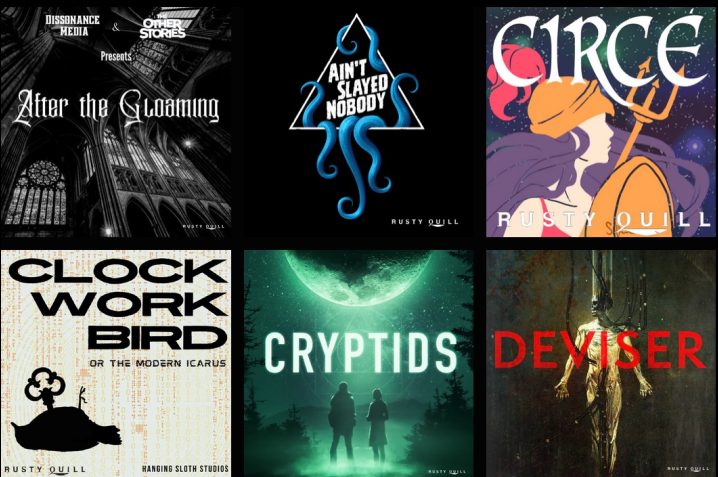 DISSONANCE
MEDIA
&
THE
OTHER
STORIES
Presents
After the Gloaming
RUSTY QUILL
AIN'T
SLAYED
NOBODY
RUSTY QUILL
CIRCÉ
RUSTY QUILL
CLOCK
WORK
BIRD
OR THE MODERN ICARUS
RUSTY QUILL
HANGING SLOTH STUDIOS
CRYPTIDS
RUSTY QUILL
DEVISER
RUSTY QUILL